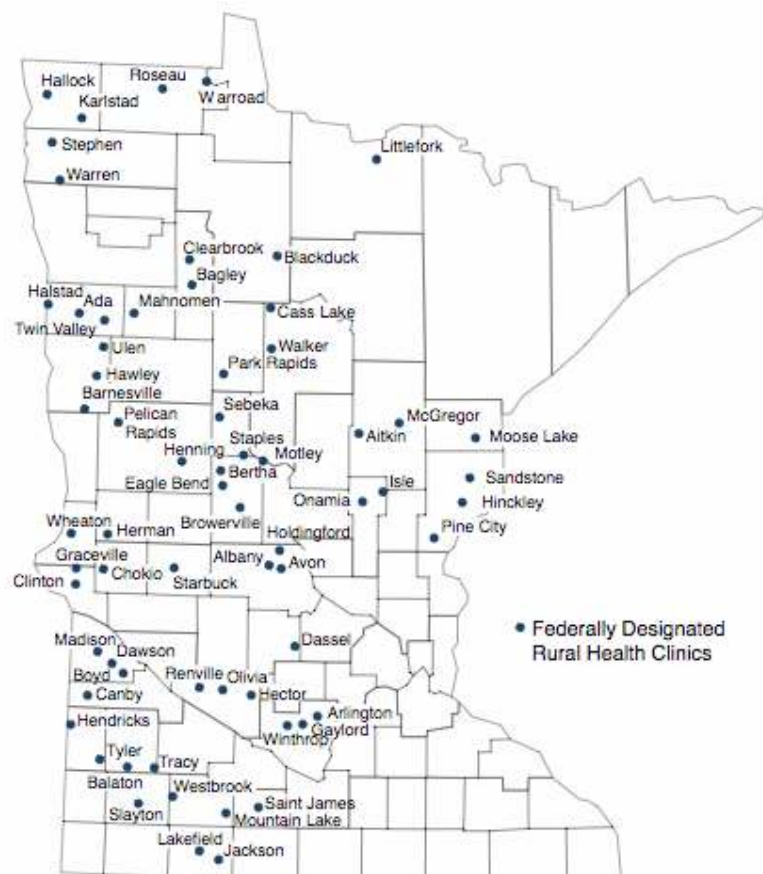 Hallock
Roseau
Warroad
Karlstad
Stephen
Littlefork
Warren
Clearbrook
Blackduck
Bagley
Halstad
Ada
Mahnomen
Cass Lake
Twin Valley
Ulen
Walker
Hawley
Park Rapids
Barnesville
Pelican
Rapids
Sebeka
McGregor
Staples
Aitkin
Moose Lake
Henning
Motley
Bertha
Eagle Bend
Isle
Sandstone
Onamia
Hinckley
Browerville
Wheaton
Herman
Holdingford
Pine City
Graceville
Albany
Avon
Clinton
Chokio
Starbuck
Federally Designated
Rural Health Clinics
Madison
Dassel
Dawson
Boyd
Renville
Olivia
Canby
Hector
Hendricks
Arlington
Gaylord
Winthrop
Tyler
Tracy
Balaton
Westbrook
Slayton
Saint James
Mountain Lake
Lakefield
Jackson